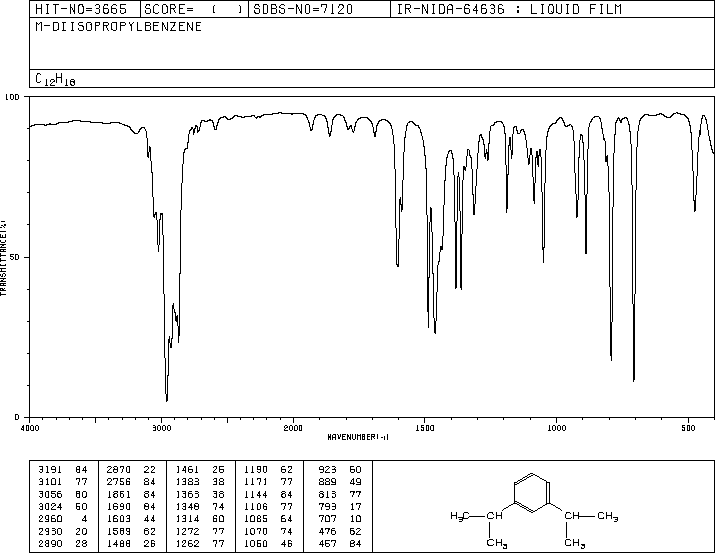 HIT-NO=3665 SCORE= ( ) SDBS-NO=7120 IR-NIDA-64636 : LIQUID FILM
M-DIISOPROPYLBENZENE
C12H18
100
50
0
TRANSMITTANCE(%)
4000 3000 2000 1500 1000 500
WAVENUMBER(-1)
3191 84 2870 22 1461 25 1190 62 923 60
3101 77 2756 84 1383 38 1171 77 889 49
3056 60 1861 84 1363 38 1144 84 813 77
3024 50 1690 84 1348 74 1106 77 793 17
2960 4 1603 44 1314 60 1085 64 707 10
2930 20 1589 62 1272 77 1070 74 476 62
2890 28 1488 26 1262 77 1050 46 457 84
H3C CH CH CH3
CH3 CH3